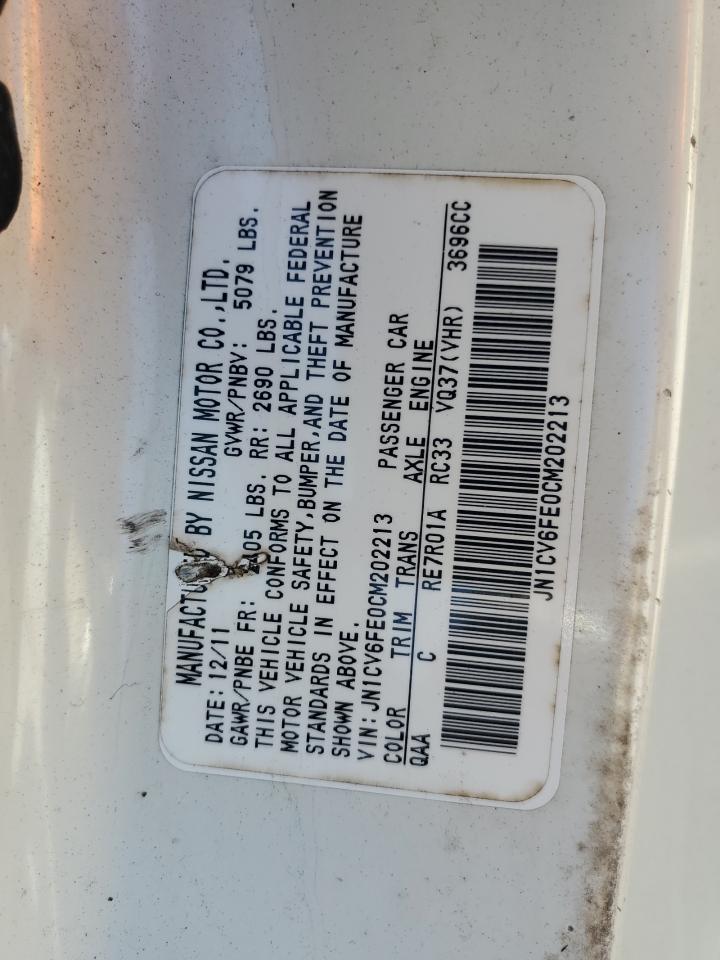 MANUFACTU BY NISSAN MOTOR CO.,LTD.
DATE: 12/11 GVWR/PNBV: 5079 LBS.
GAWR/PNBE FR: 05 LBS. RR: 2690 LBS.
THIS VEHICLE CONFORMS TO ALL APPLICABLE FEDERAL
MOTOR VEHICLE SAFETY,BUMPER,AND THEFT PREVENTION
STANDARDS IN EFFECT ON THE DATE OF MANUFACTURE
SHOWN ABOVE.
VIN: JN1CV6FE0CM202213 PASSENGER CAR
COLOR TRIM TRANS AXLE ENGINE
QAA C RE7R01A RC33 VQ37(VHR) 3696CC
JN1CV6FE0CM202213